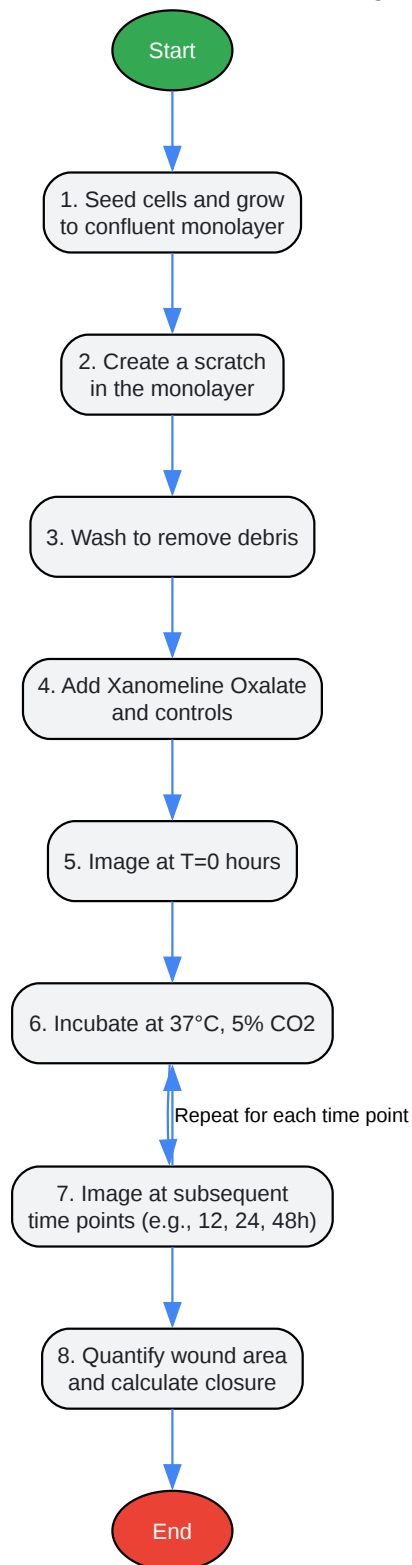 Start
1. Seed cells and grow
to confluent monolayer
2. Create a scratch
in the monolayer
3. Wash to remove debris
4. Add Xanomeline Oxalate
and controls
5. Image at T=0 hours
6. Incubate at 37°C, 5% CO2
Repeat for each time point
7. Image at subsequent
time points (e.g., 12, 24, 48h)
8. Quantify wound area
and calculate closure
End